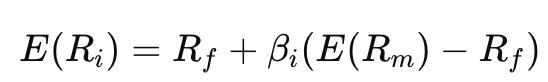 E(R_i) = R_f + β_i(E(R_m) − R_f)